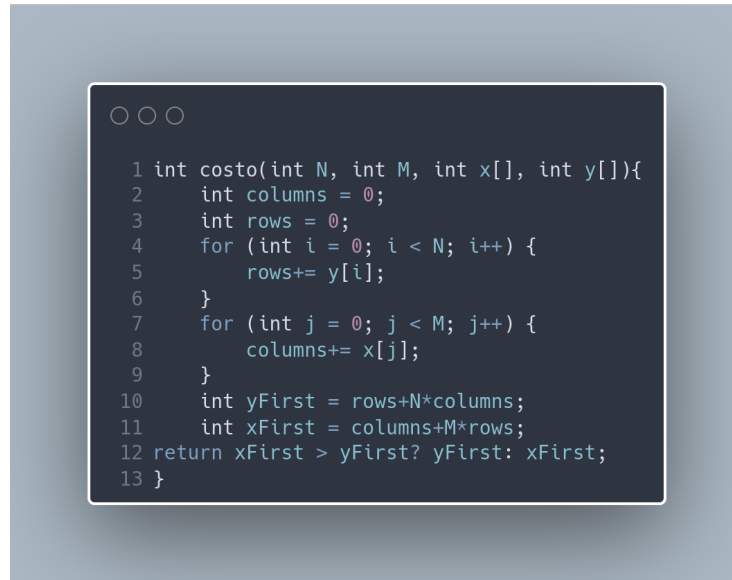 1 int costo(int N, int M, int x[], int y[]){
2     int columns = 0;
3     int rows = 0;
4     for (int i = 0; i < N; i++) {
5         rows+= y[i];
6     }
7     for (int j = 0; j < M; j++) {
8         columns+= x[j];
9     }
10     int yFirst = rows+N*columns;
11     int xFirst = columns+M*rows;
12 return xFirst > yFirst? yFirst: xFirst;
13 }